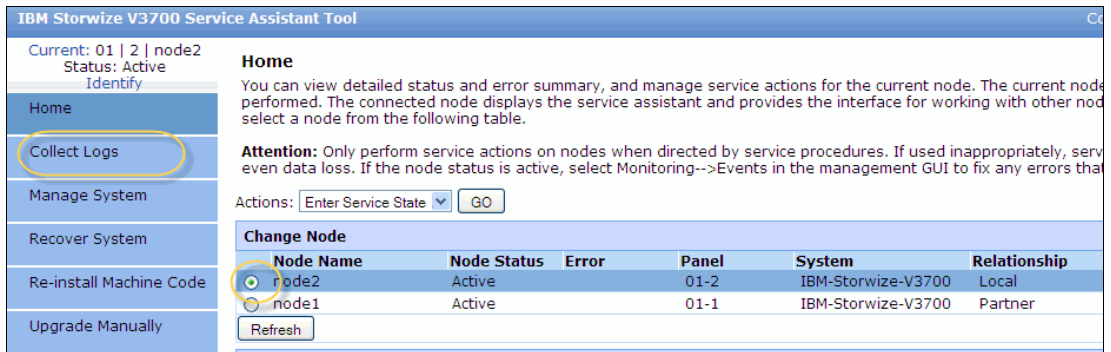 IBM Storwize V3700 Service Assistant Tool
Current: 01 | 2 | node2
Status: Active
Identify
Home
Collect Logs
Manage System
Recover System
Re-install Machine Code
Upgrade Manually
Home
You can view detailed status and error summary, and manage service actions for the current node. The current node
performed. The connected node displays the service assistant and provides the interface for working with other nod
select a node from the following table.
Attention: Only perform service actions on nodes when directed by service procedures. If used inappropriately, serv
even data loss. If the node status is active, select Monitoring-->Events in the management GUI to fix any errors that
Actions: Enter Service State GO
Change Node
Node Name Node Status Error Panel System Relationship
node2 Active 01-2 IBM-Storwize-V3700 Local
node1 Active 01-1 IBM-Storwize-V3700 Partner
Refresh